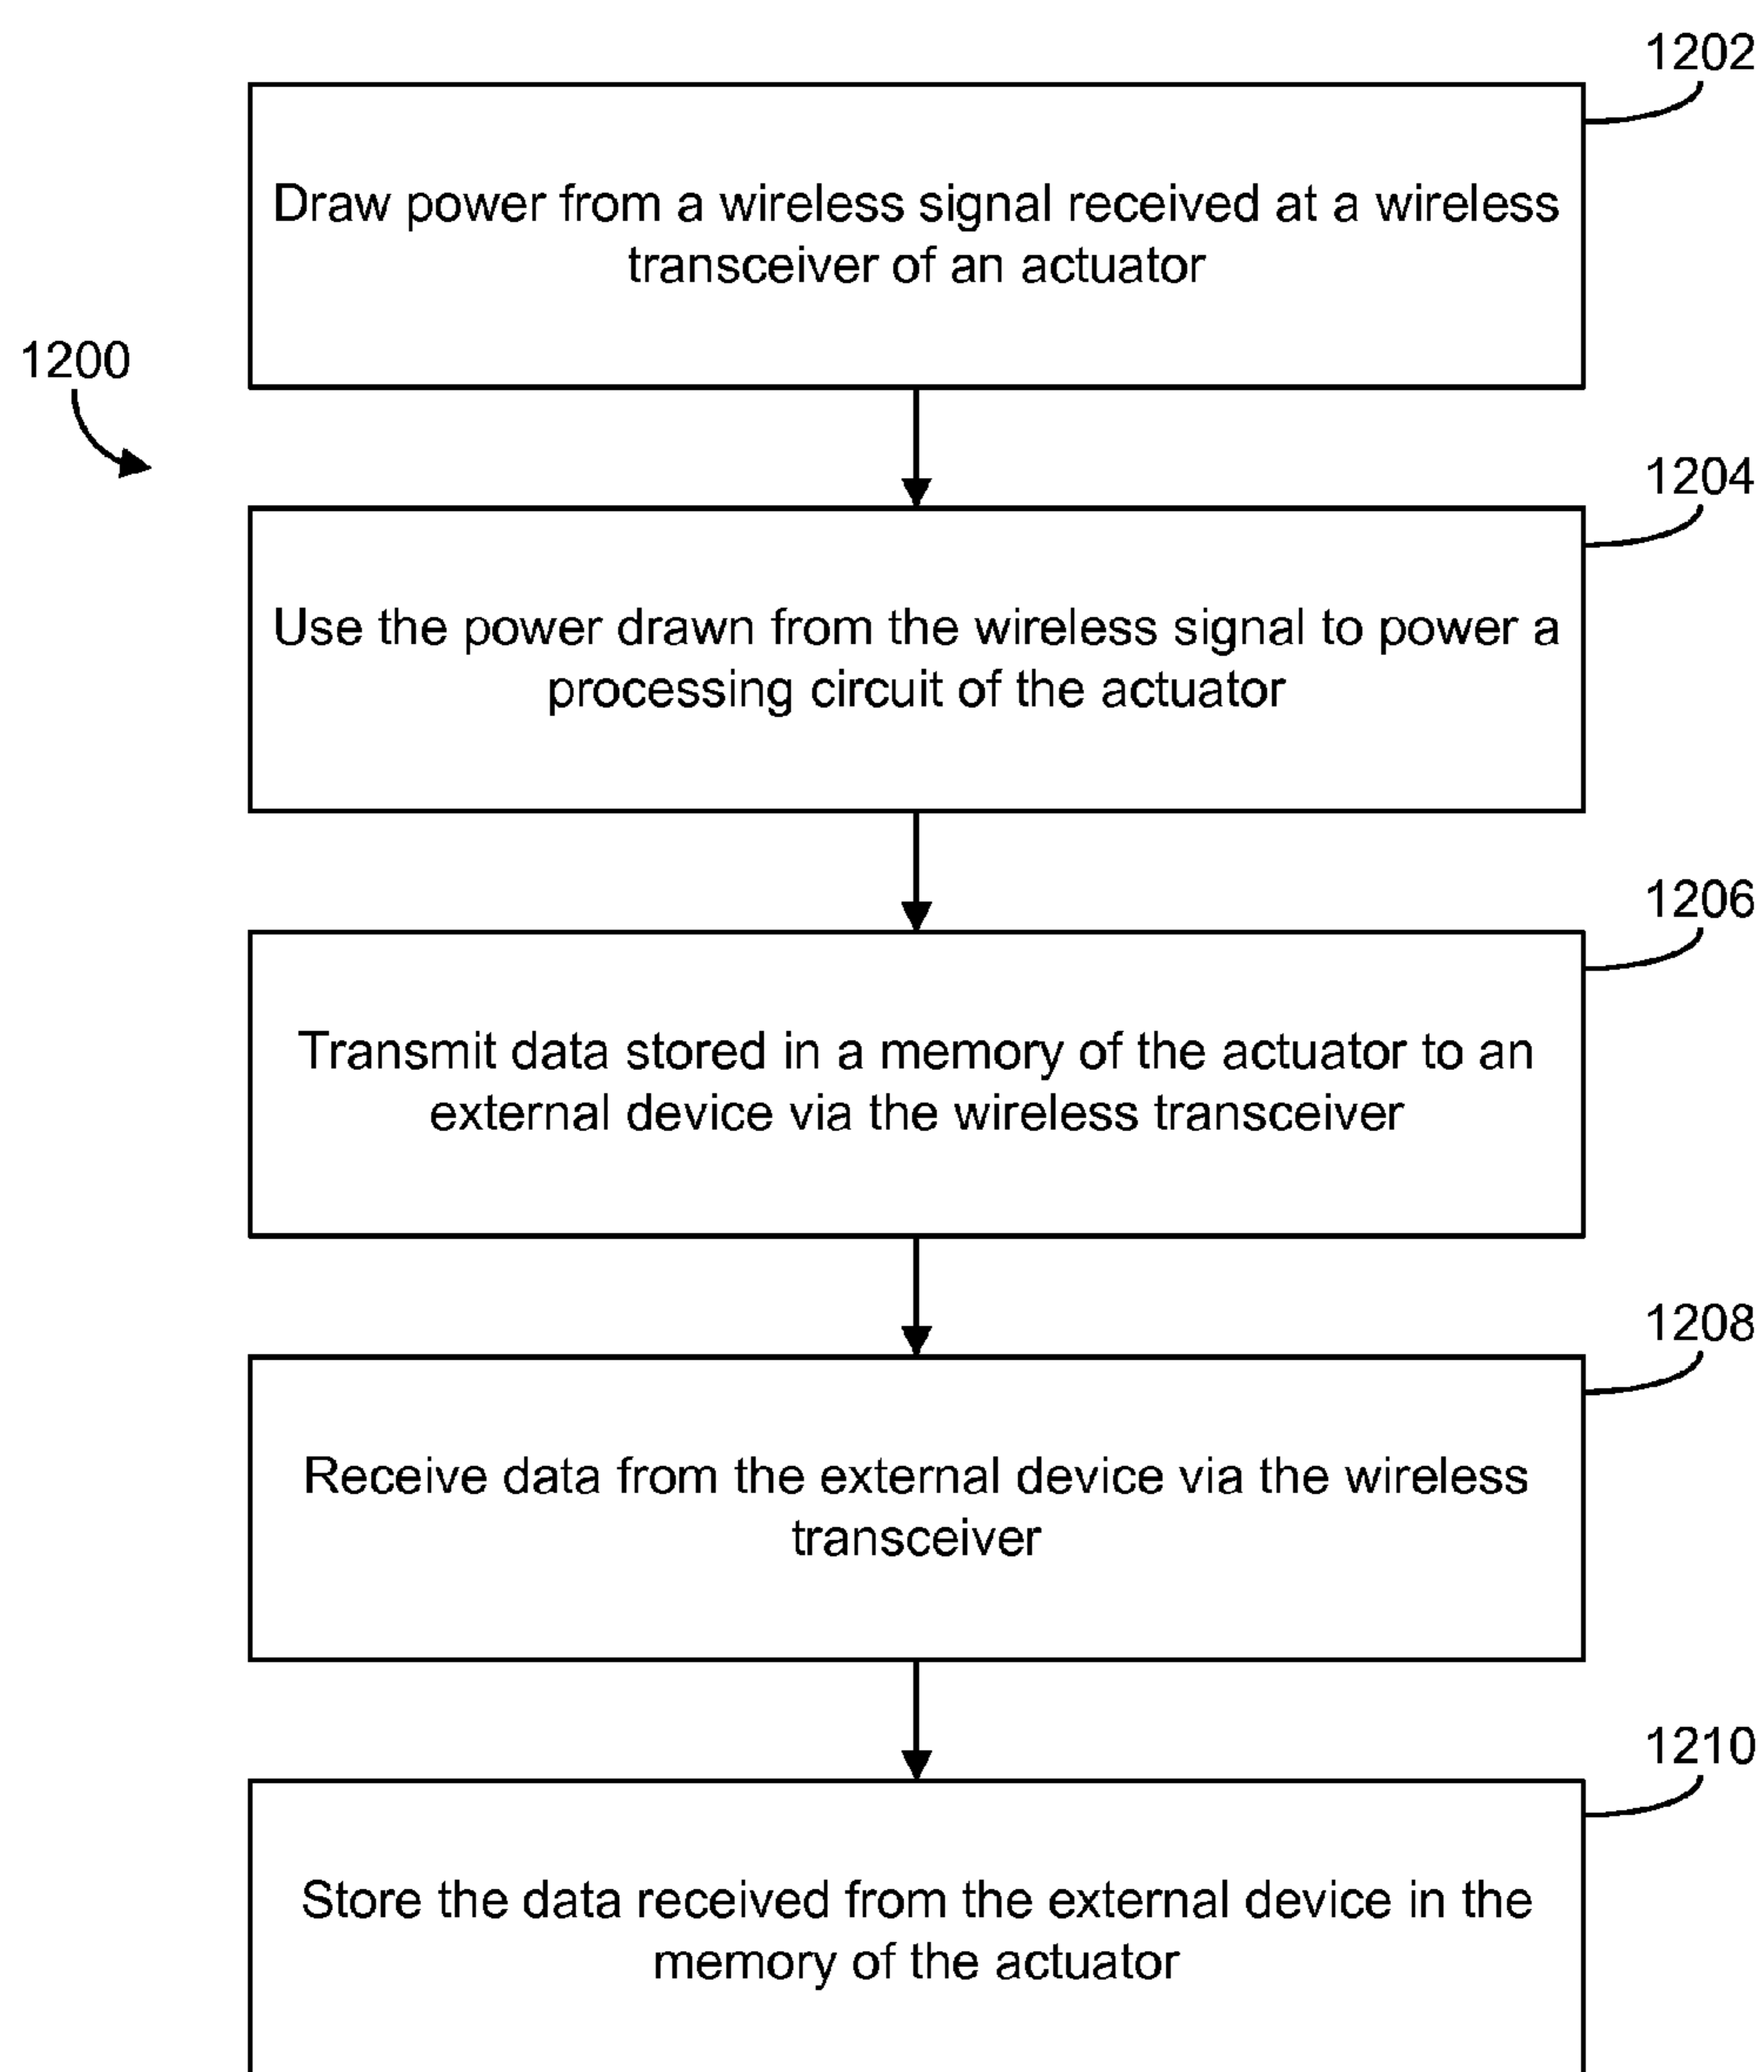 1202
Draw power from a wireless signal received at a wireless
transceiver of an actuator
1200
1204
Use the power drawn from the wireless signal to power a
processing circuit of the actuator
1206
Transmit data stored in a memory of the actuator to an
external device via the wireless transceiver
1208
Receive data from the external device via the wireless
transceiver
1210
Store the data received from the external device in the
memory of the actuator